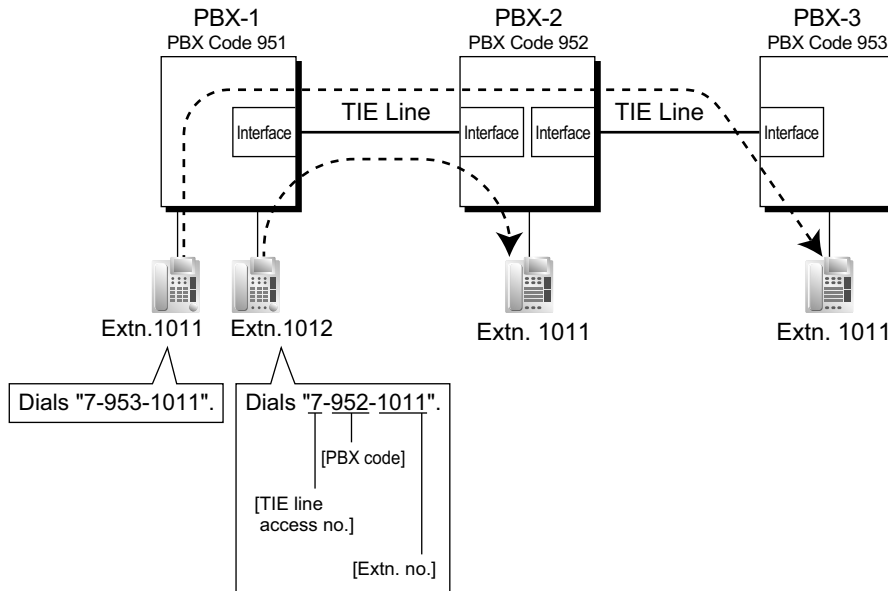 PBX-1
PBX Code 951
PBX-2
PBX Code 952
PBX-3
PBX Code 953
Interface
TIE Line
Interface
Interface
TIE Line
Interface
Extn.1011
Extn.1012
Extn. 1011
Extn. 1011
Dials "7-953-1011".
Dials "7-952-1011".
[PBX code]
[TIE line
access no.]
[Extn. no.]